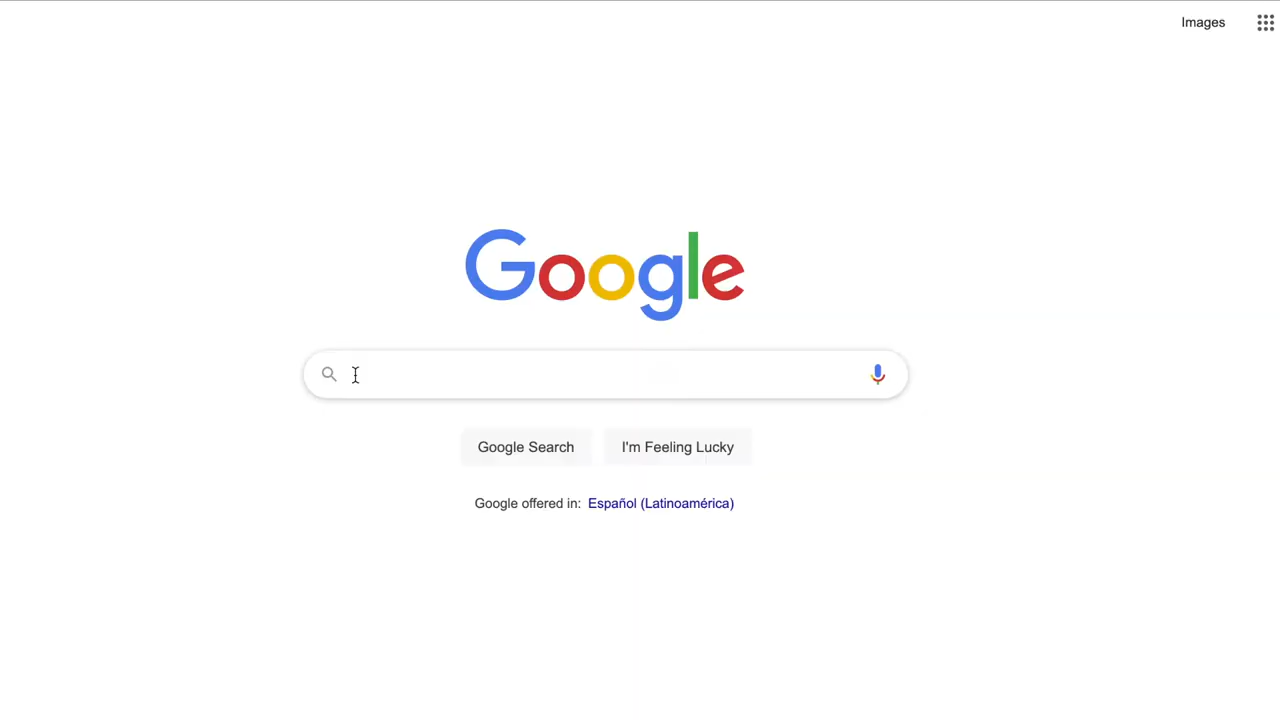 Images
Google
Google Search
I'm Feeling Lucky
Google offered in: Español (Latinoamérica)